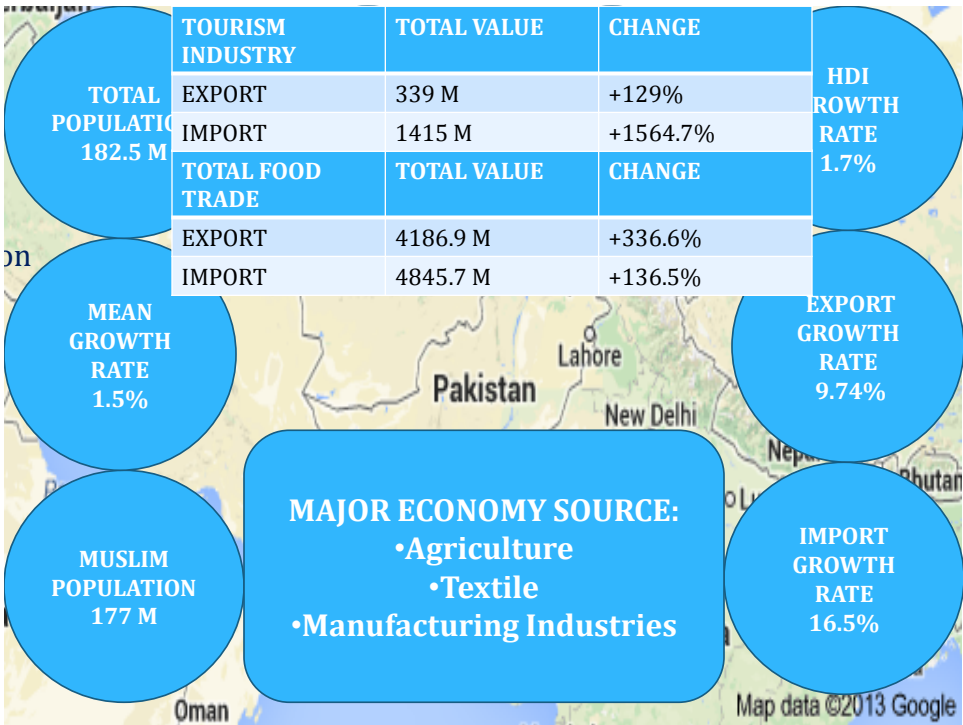 TOURISM INDUSTRY TOTAL VALUE CHANGE
EXPORT 339 M +129%
IMPORT 1415 M +1564.7%
TOTAL FOOD TRADE TOTAL VALUE CHANGE
EXPORT 4186.9 M +336.6%
IMPORT 4845.7 M +136.5%
TOTAL
182.5 M
HDI
RATE
1.7%
MEAN
GROWTH
RATE
1.5%
EXPORT
GROWTH
RATE
9.74%
Lahore
Pakistan
New Delhi
MUSLIM
POPULATION
177 M
MAJOR ECONOMY SOURCE:
•Agriculture
•Textile
•Manufacturing Industries
IMPORT
GROWTH
RATE
16.5%
Oman
Map data ©2013 Google